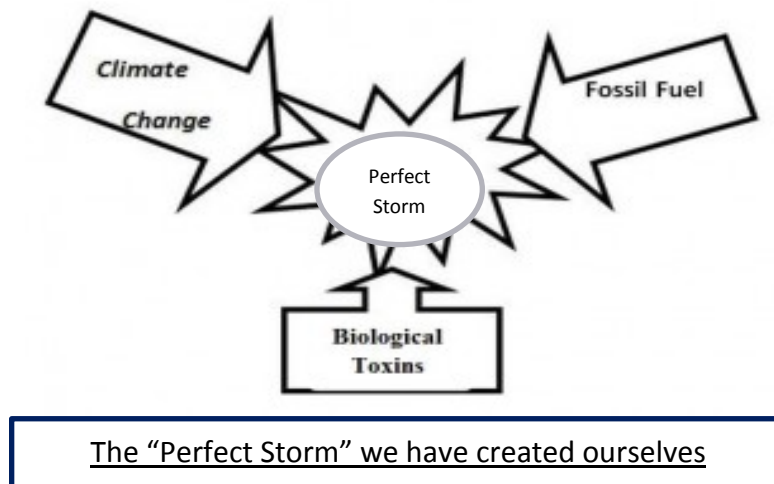 Climate
Change
Fossil Fuel
Perfect
Storm
Biological
Toxins
The “Perfect Storm” we have created ourselves